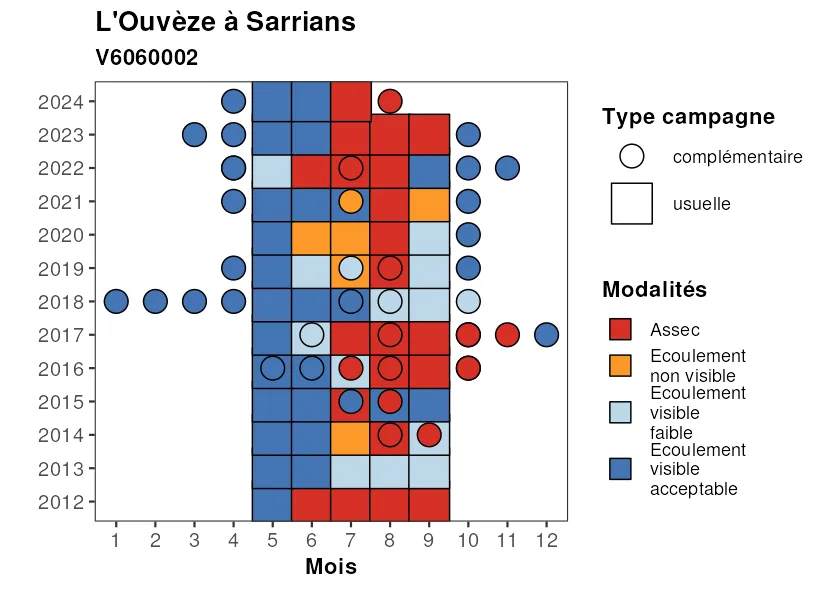 L'Ouvèze à Sarrians
V6060002
2024
2023
2022
2021
2020
2019
2018
2017
2016
2015
2014
2013
2012
1 2 3 4 5 6 7 8 9 10 11 12
Mois
Type campagne
complémentaire
usuelle
Modalités
Assec
Ecoulement
non visible
Ecoulement
visible
faible
Ecoulement
visible
acceptable